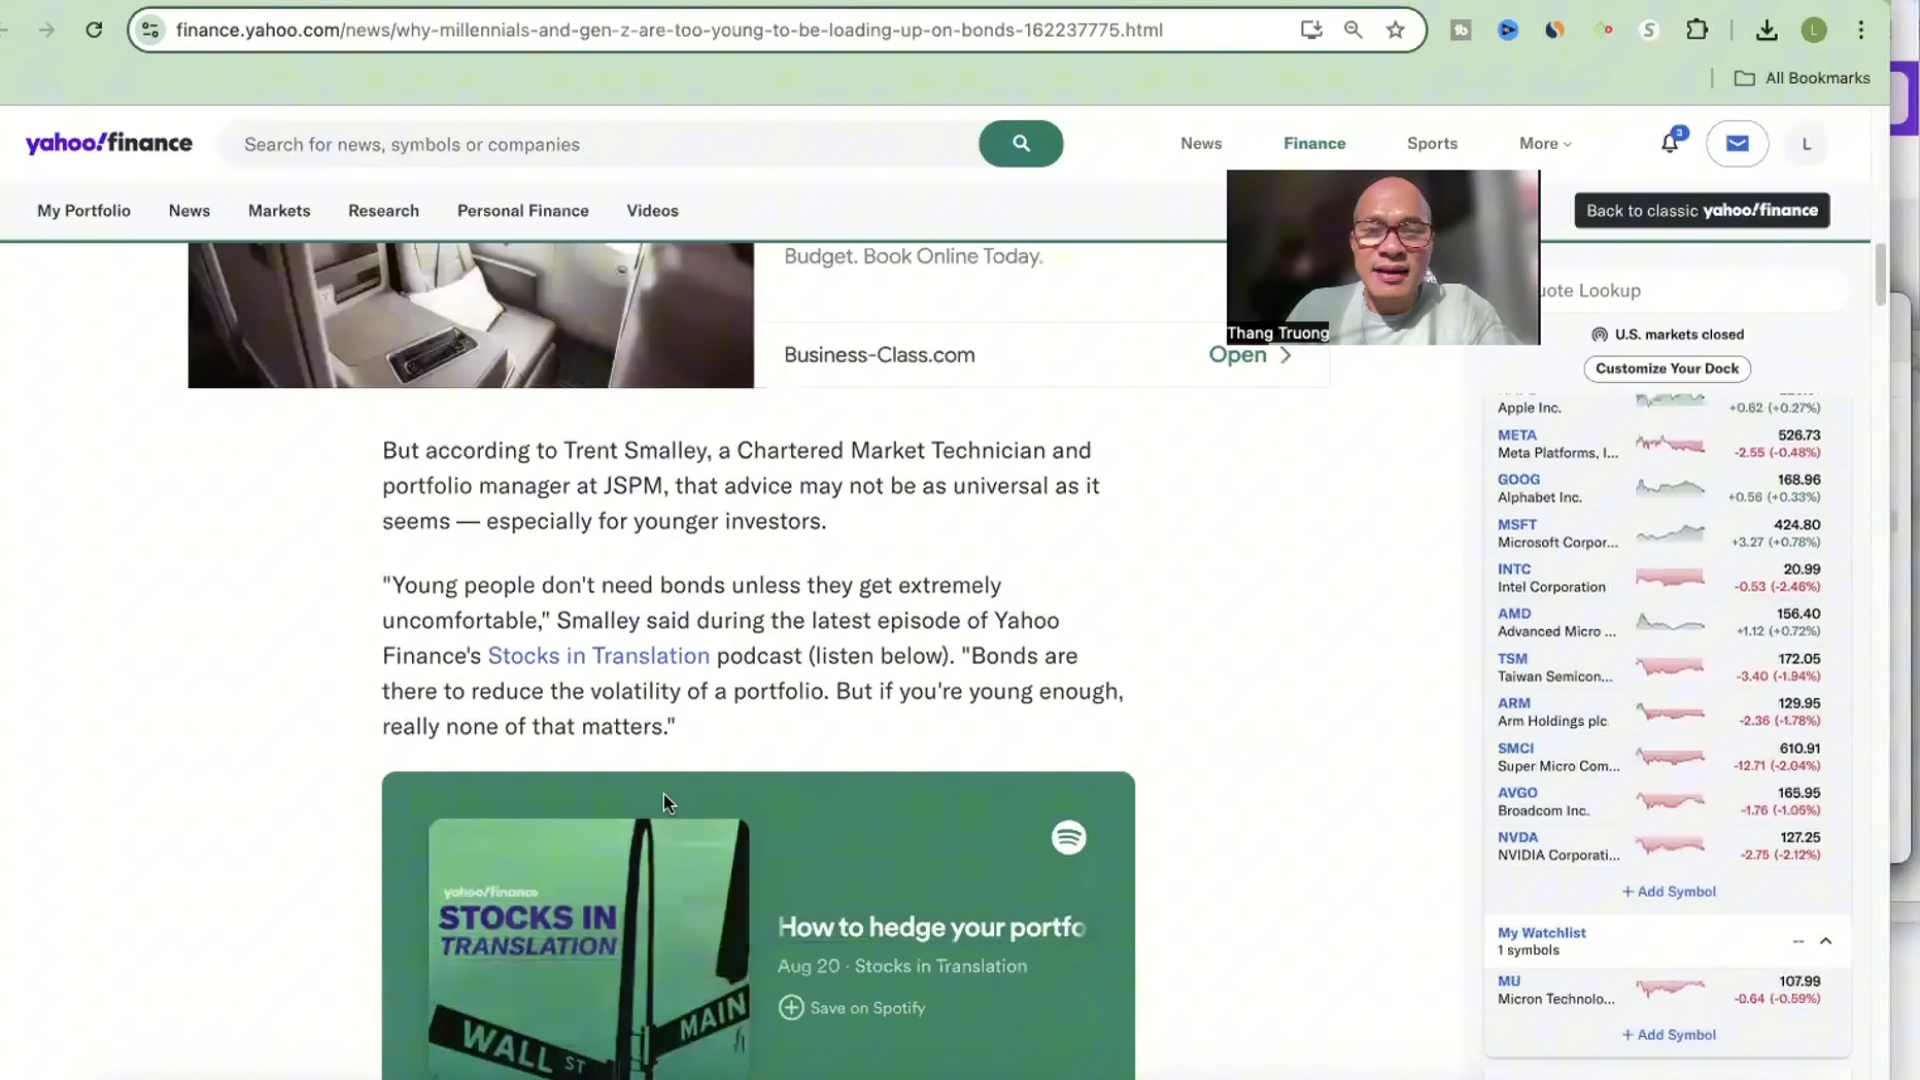 finance.yahoo.com/news/why-millennials-and-gen-z-are-too-young-to-be-loading-up-on-bonds-162237775.html
L
All Bookmarks
yahoo!finance
Search for news, symbols or companies
News
Finance
Sports
More
3
L
My Portfolio
News
Markets
Research
Personal Finance
Videos
Back to classic yahoo!finance
Budget. Book Online Today.
Business-Class.com
Open
Thang Truong
uote Lookup
U.S. markets closed
Customize Your Dock
But according to Trent Smalley, a Chartered Market Technician and
portfolio manager at JSPM, that advice may not be as universal as it
seems — especially for younger investors.
"Young people don't need bonds unless they get extremely
uncomfortable," Smalley said during the latest episode of Yahoo
Finance's Stocks in Translation podcast (listen below). "Bonds are
there to reduce the volatility of a portfolio. But if you're young enough,
really none of that matters."
yahoo!finance
STOCKS IN
TRANSLATION
WALL ST
MAIN
How to hedge your portfo
Aug 20 · Stocks in Translation
Save on Spotify
Apple Inc. +0.62 (+0.27%)
META 526.73
Meta Platforms, I... -2.55 (-0.48%)
GOOG 168.96
Alphabet Inc. +0.56 (+0.33%)
MSFT 424.80
Microsoft Corpor... +3.27 (+0.78%)
INTC 20.99
Intel Corporation -0.53 (-2.46%)
AMD 156.40
Advanced Micro ... +1.12 (+0.72%)
TSM 172.05
Taiwan Semicon... -3.40 (-1.94%)
ARM 129.95
Arm Holdings plc -2.36 (-1.78%)
SMCI 610.91
Super Micro Com... -12.71 (-2.04%)
AVGO 165.95
Broadcom Inc. -1.76 (-1.05%)
NVDA 127.25
NVIDIA Corporati... -2.75 (-2.12%)
+ Add Symbol
My Watchlist --
1 symbols
MU 107.99
Micron Technolo... -0.64 (-0.59%)
+ Add Symbol